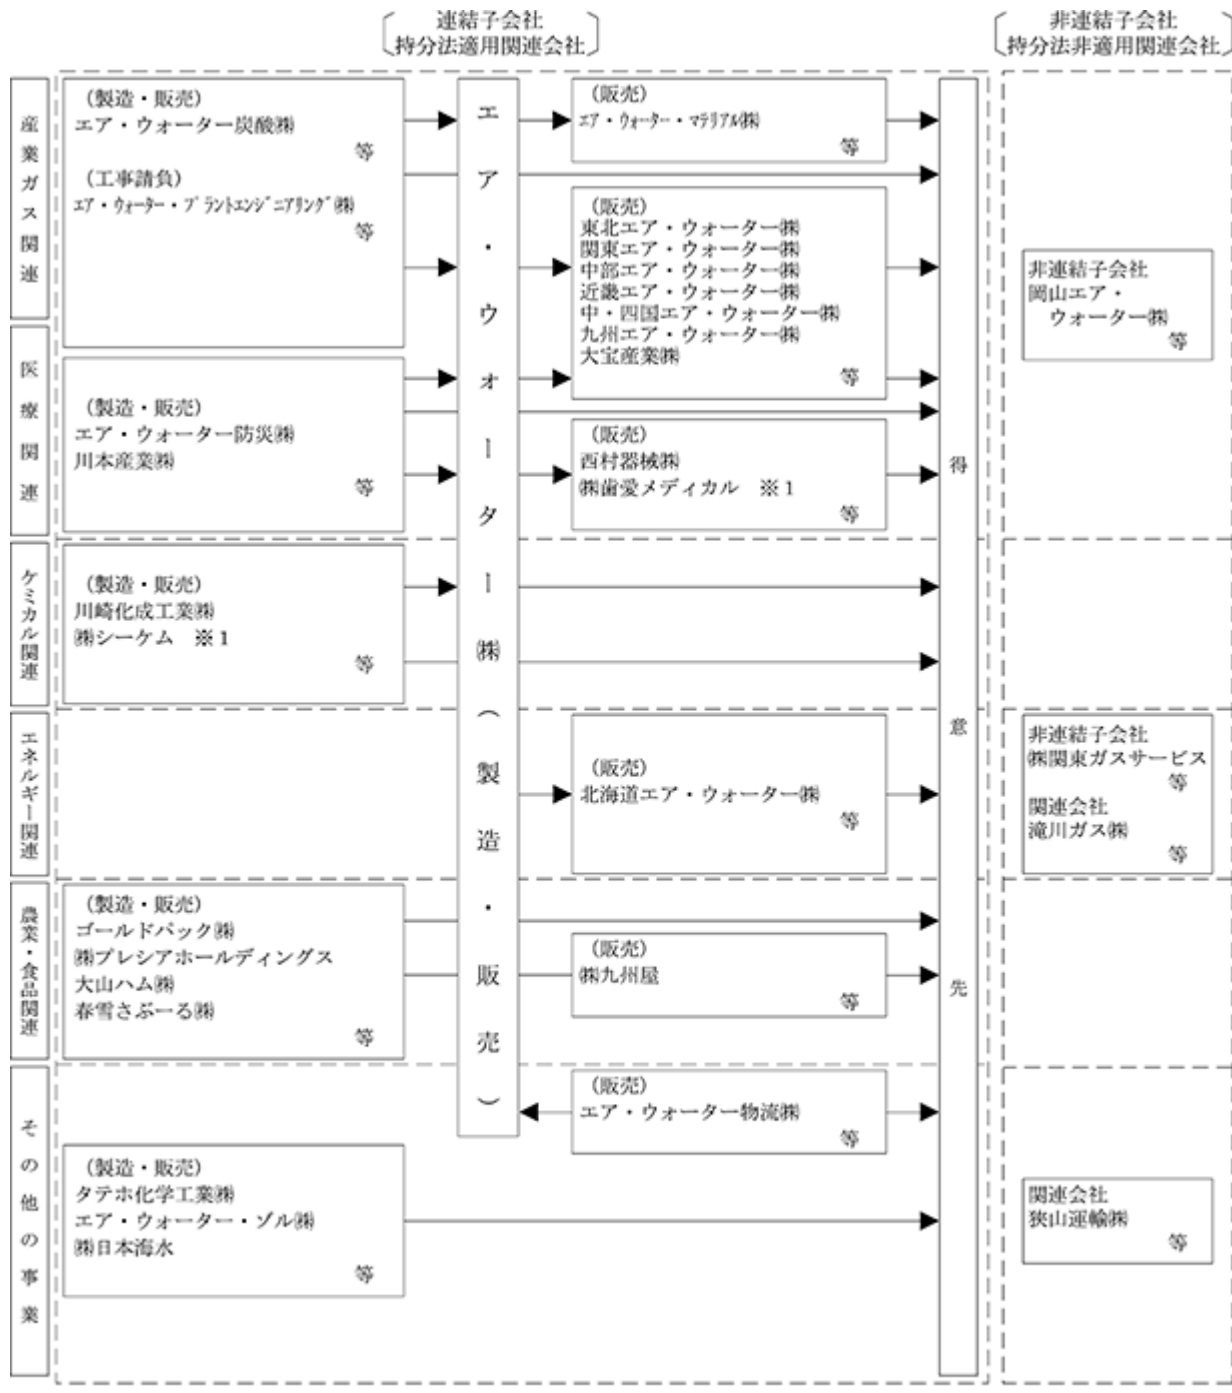 連結子会社
持分法適用関連会社
非連結子会社
持分法非適用関連会社
産業ガス関連
(製造・販売)
エア・ウォーター炭酸㈱
等
(工事請負)
エア・ウォーター・プラントエンジニアリング㈱
等
医療関連
(製造・販売)
エア・ウォーター防災㈱
川本産業㈱
等
ケミカル関連
(製造・販売)
川崎化成工業㈱
㈱シーケム ※1
等
エネルギー関連
農業・食品関連
(製造・販売)
ゴールドパック㈱
㈱プレシアホールディングス
大山ハム㈱
春雪さぶーる㈱
等
その他の事業
(製造・販売)
タテホ化学工業㈱
エア・ウォーター・ゾル㈱
㈱日本海水
等
エア・ウォーター㈱(製造・販売)
(販売)
エア・ウォーター・マテリアル㈱
等
(販売)
東北エア・ウォーター㈱
関東エア・ウォーター㈱
中部エア・ウォーター㈱
近畿エア・ウォーター㈱
中・四国エア・ウォーター㈱
九州エア・ウォーター㈱
大宝産業㈱
等
(販売)
西村器械㈱
㈱歯愛メディカル ※1
等
(販売)
北海道エア・ウォーター㈱
等
(販売)
㈱九州屋
等
(販売)
エア・ウォーター物流㈱
等
得意先
非連結子会社
岡山エア・
ウォーター㈱
等
非連結子会社
㈱関東ガスサービス
等
関連会社
滝川ガス㈱
等
関連会社
狭山運輸㈱
等